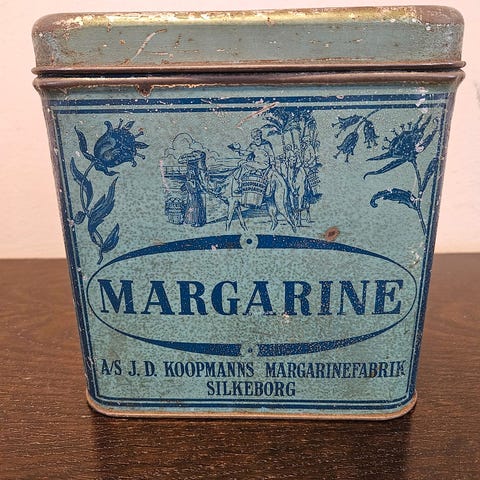 MARGARINE
A/S J. D. KOOPMANNS MARGARINEFABRIK
SILKEBORG